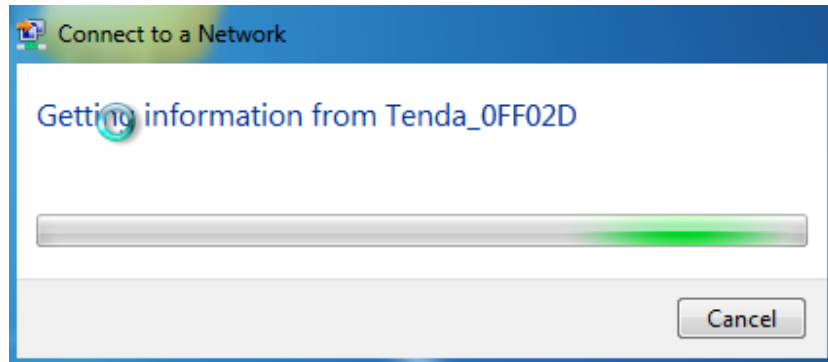 Connect to a Network
Getting information from Tenda_0FF02D
Cancel